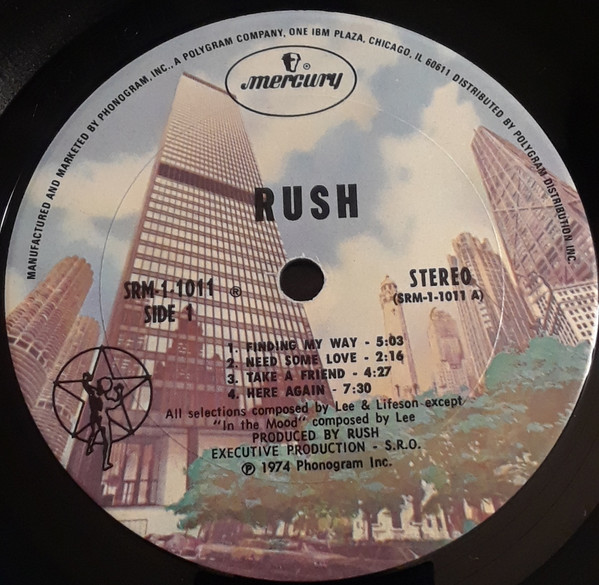 MANUFACTURED AND MARKETED BY PHONOGRAM, INC., A POLYGRAM COMPANY, ONE IBM PLAZA, CHICAGO, IL 60611 DISTRIBUTED BY POLYGRAM DISTRIBUTION, INC.
mercury ®
RUSH
SRM-1-1011 ℗
SIDE 1
STEREO
(SRM-1-1011 A)
1. FINDING MY WAY - 5:03
2. NEED SOME LOVE - 2:16
3. TAKE A FRIEND - 4:27
4. HERE AGAIN - 7:30
All selections composed by Lee & Lifeson except
"In the Mood" composed by Lee
PRODUCED BY RUSH
EXECUTIVE PRODUCTION - S.R.O.
℗ 1974 Phonogram Inc.